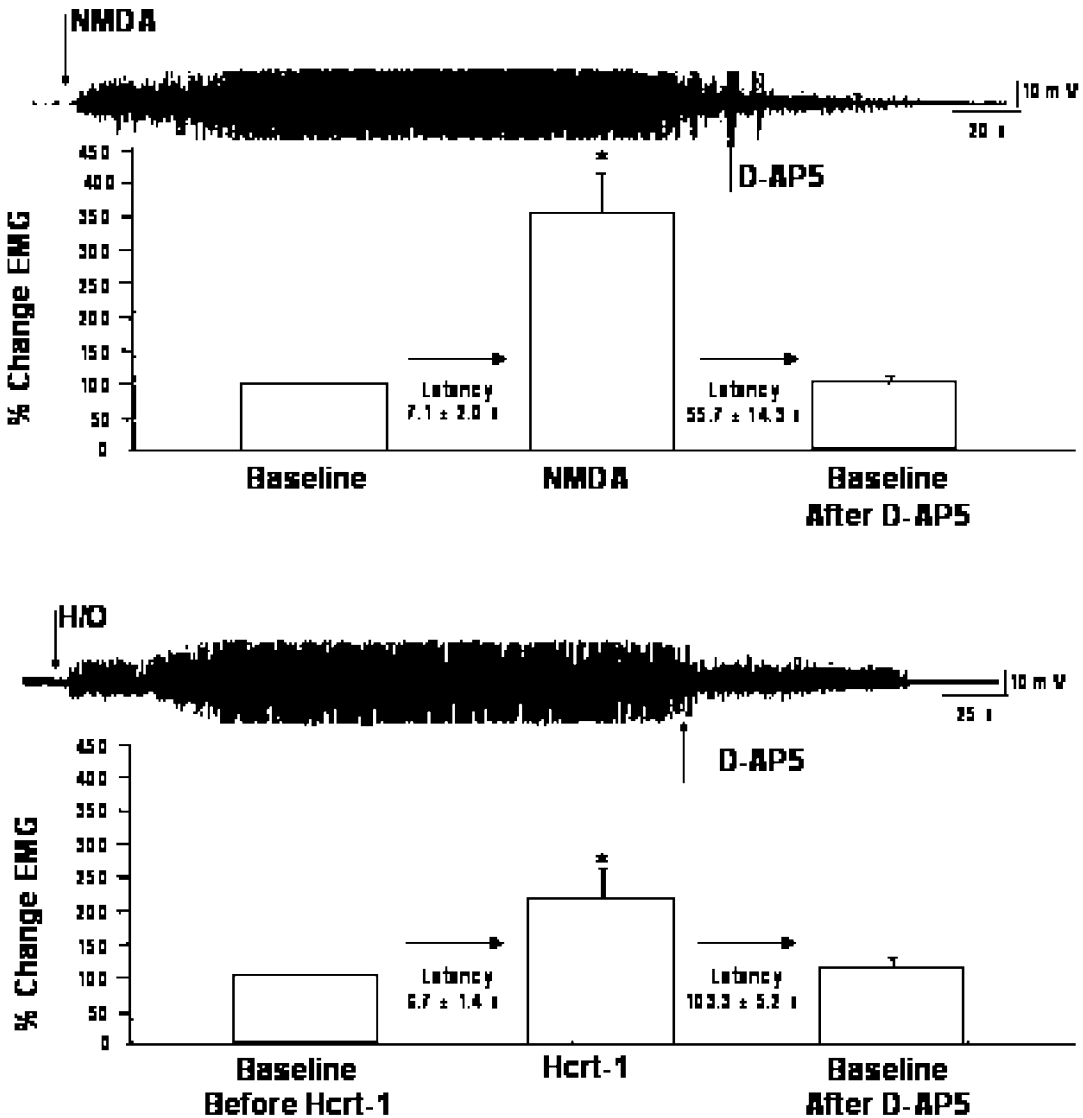 NMDA
10 m V
20 s
D-AP5
*
% Change EMG
450
400
350
300
250
200
150
100
50
0
Latency
7.1 ± 2.0 s
Latency
55.7 ± 14.3 s
Baseline
NMDA
Baseline
After D-AP5
H/O
10 m V
25 s
D-AP5
*
% Change EMG
450
400
350
300
250
200
150
100
50
0
Latency
6.7 ± 1.4 s
Latency
103.3 ± 5.2 s
Baseline
Before Hcrt-1
Hcrt-1
Baseline
After D-AP5